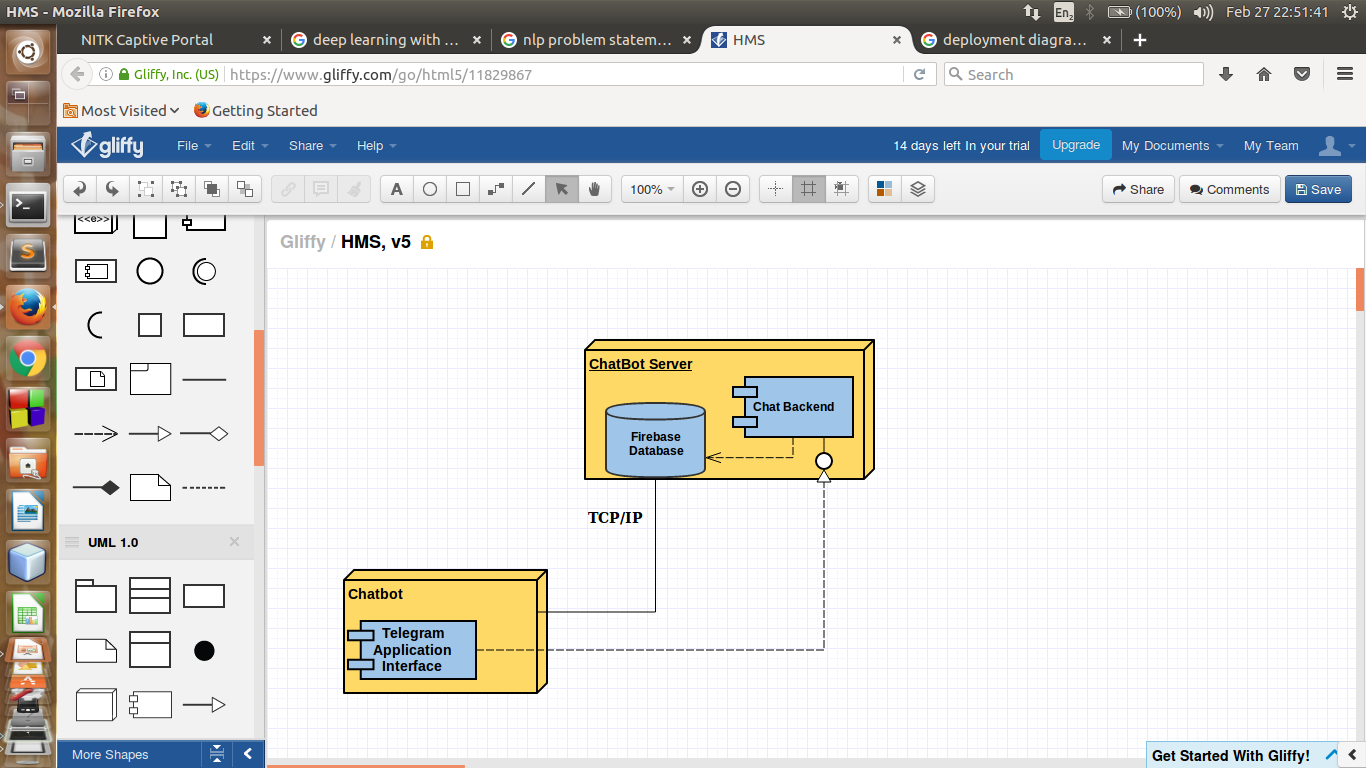 HMS - Mozilla Firefox
En2 (100%) Feb 27 22:51:41
NITK Captive Portal × deep learning with ... × nlp problem statem... × HMS × deployment diagra... × +
Gliffy, Inc. (US) https://www.gliffy.com/go/html5/11829867 Search
Most Visited Getting Started
gliffy File Edit Share Help 14 days left In your trial Upgrade My Documents My Team
A 100% Share Comments Save
<<e>>
Gliffy / HMS, v5
ChatBot Server
Chat Backend
Firebase
Database
TCP/IP
UML 1.0
Chatbot
Telegram
Application
Interface
More Shapes
Get Started With Gliffy!